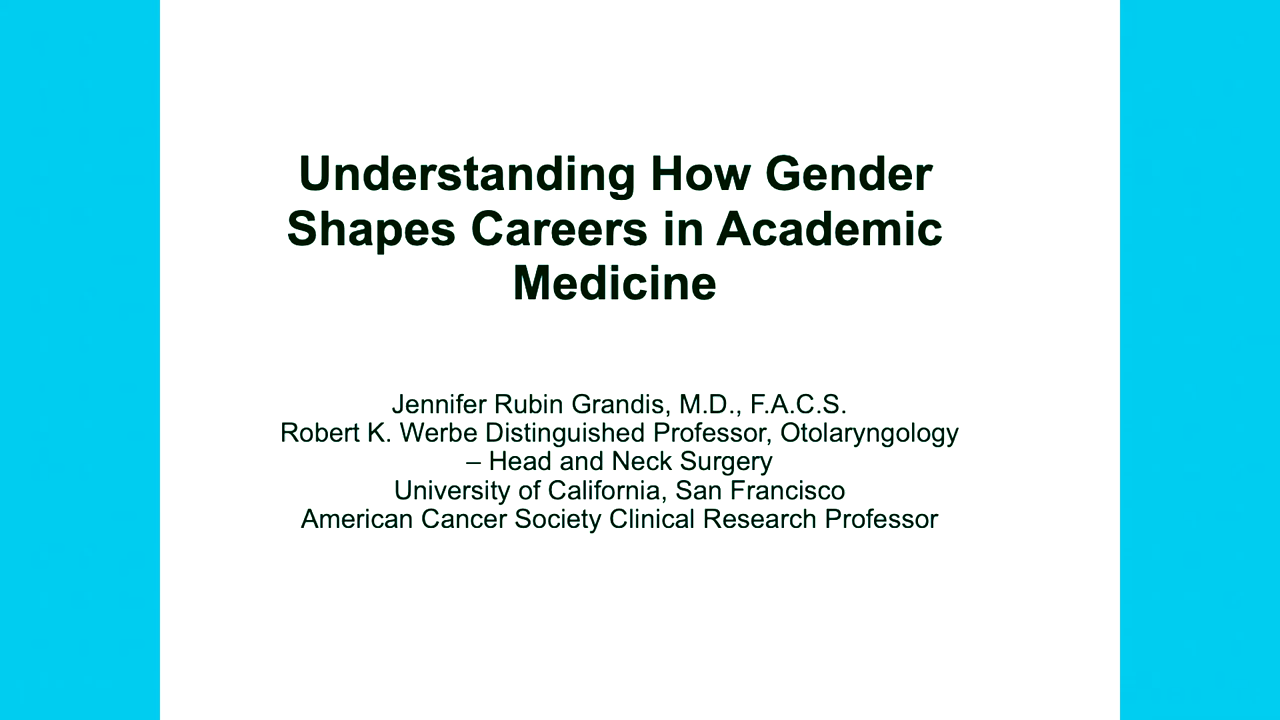 Understanding How Gender
Shapes Careers in Academic
Medicine
Jennifer Rubin Grandis, M.D., F.A.C.S.
Robert K. Werbe Distinguished Professor, Otolaryngology
– Head and Neck Surgery
University of California, San Francisco
American Cancer Society Clinical Research Professor